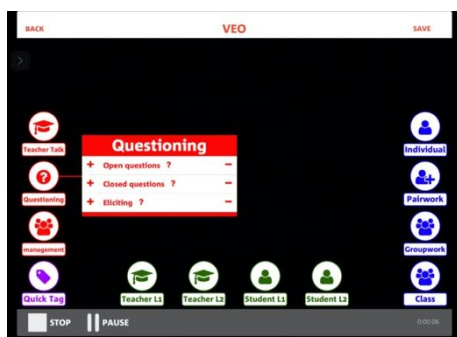 BACK VEO SAVE
Teacher Talk
Individual
Questioning
+ Open questions ? −
+ Closed questions ? −
+ Eliciting ? −
Questioning
Pairwork
management
Groupwork
Quick Tag
Teacher L1 Teacher L2 Student L1 Student L2
Class
STOP PAUSE 0:00:06